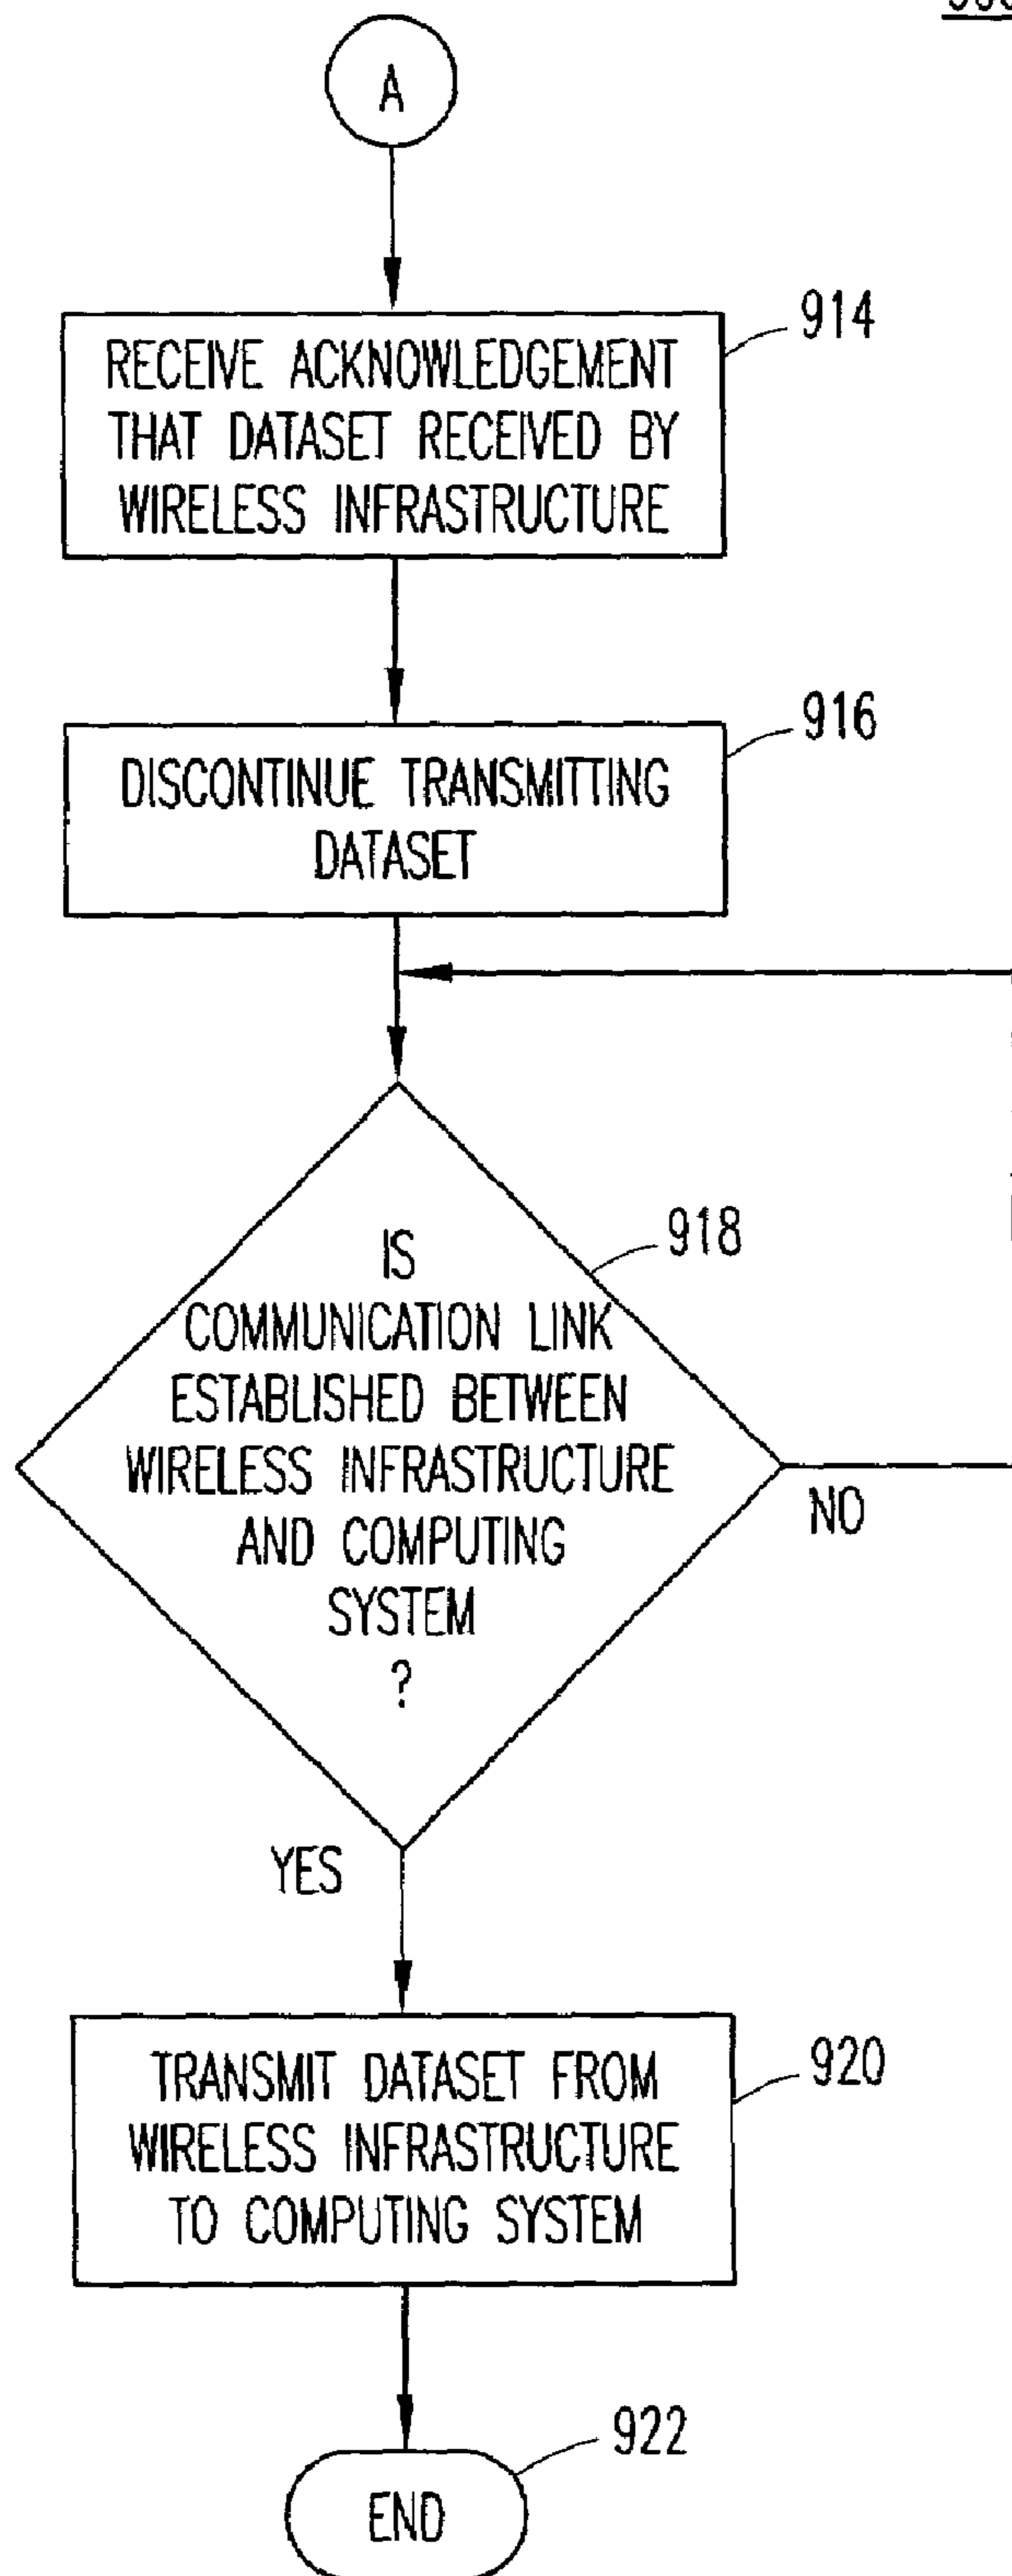 A
914
RECEIVE ACKNOWLEDGEMENT
THAT DATASET RECEIVED BY
WIRELESS INFRASTRUCTURE
916
DISCONTINUE TRANSMITTING
DATASET
918
IS
COMMUNICATION LINK
ESTABLISHED BETWEEN
WIRELESS INFRASTRUCTURE
AND COMPUTING
SYSTEM
?
NO
YES
920
TRANSMIT DATASET FROM
WIRELESS INFRASTRUCTURE
TO COMPUTING SYSTEM
922
END